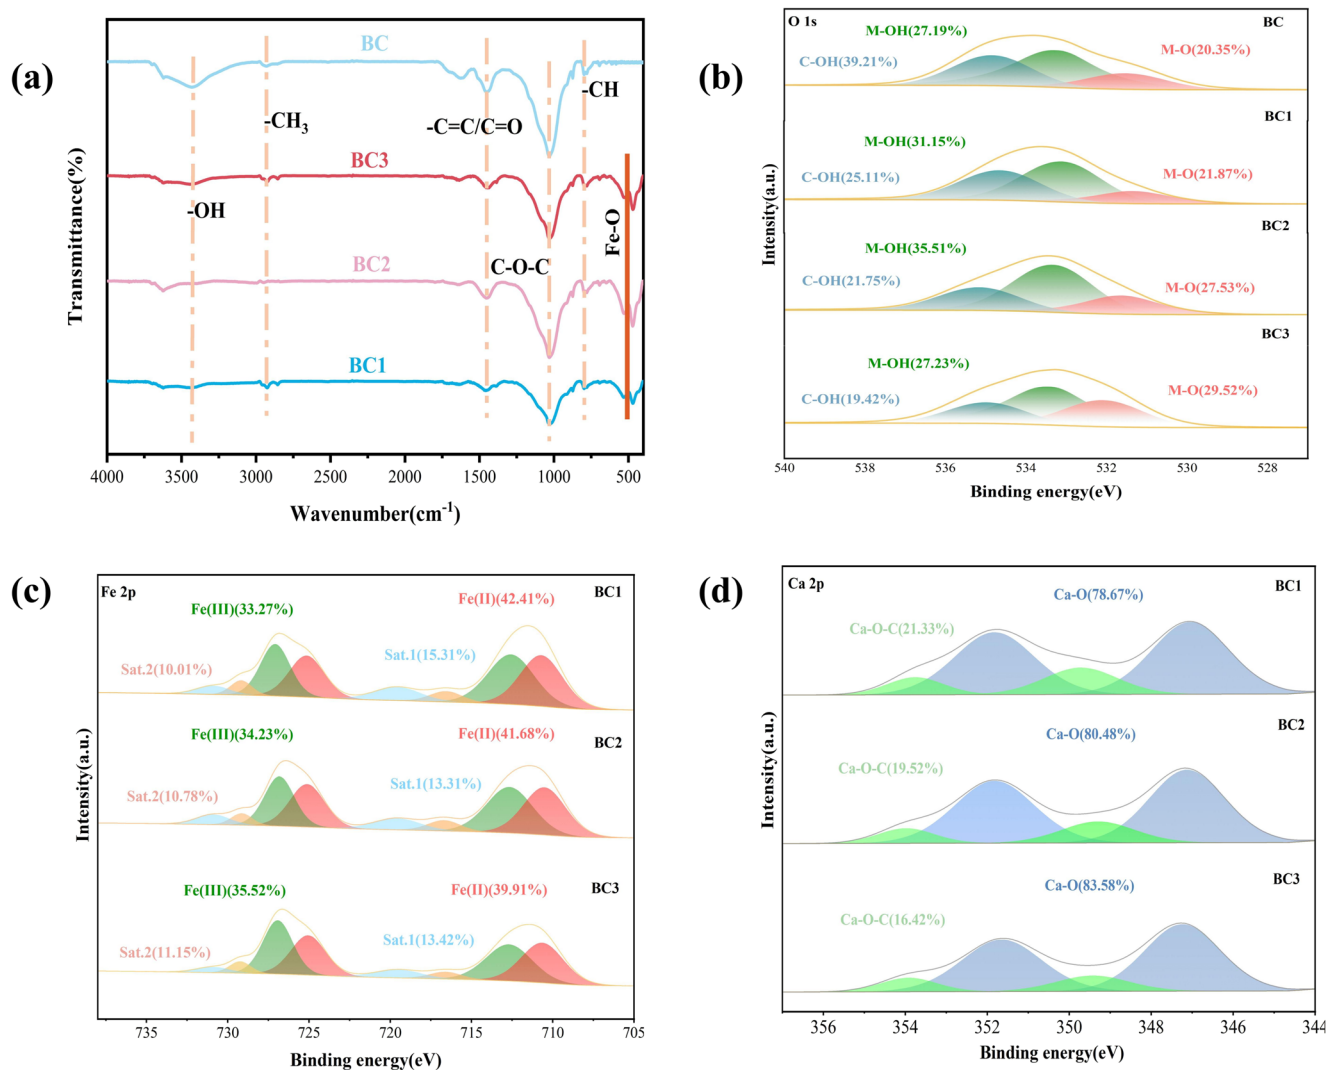 (a)
BC
-CH
-CH3
-C=C/C=O
BC3
-OH
Fe-O
C-O-C
BC2
BC1
Transmittance(%)
4000 3500 3000 2500 2000 1500 1000 500
Wavenumber(cm-1)
(b)
O 1s
BC
M-OH(27.19%)
M-O(20.35%)
C-OH(39.21%)
BC1
M-OH(31.15%)
M-O(21.87%)
C-OH(25.11%)
BC2
M-OH(35.51%)
C-OH(21.75%)
M-O(27.53%)
BC3
M-OH(27.23%)
M-O(29.52%)
C-OH(19.42%)
Intensity(a.u.)
540 538 536 534 532 530 528
Binding energy(eV)
(c)
Fe 2p
BC1
Fe(III)(33.27%)
Fe(II)(42.41%)
Sat.2(10.01%)
Sat.1(15.31%)
Fe(III)(34.23%)
Fe(II)(41.68%)
BC2
Sat.2(10.78%)
Sat.1(13.31%)
Fe(III)(35.52%)
Fe(II)(39.91%)
BC3
Sat.2(11.15%)
Sat.1(13.42%)
Intensity(a.u.)
735 730 725 720 715 710 705
Binding energy(eV)
(d)
Ca 2p
BC1
Ca-O(78.67%)
Ca-O-C(21.33%)
BC2
Ca-O(80.48%)
Ca-O-C(19.52%)
BC3
Ca-O(83.58%)
Ca-O-C(16.42%)
Intensity(a.u.)
356 354 352 350 348 346 344
Binding energy(eV)